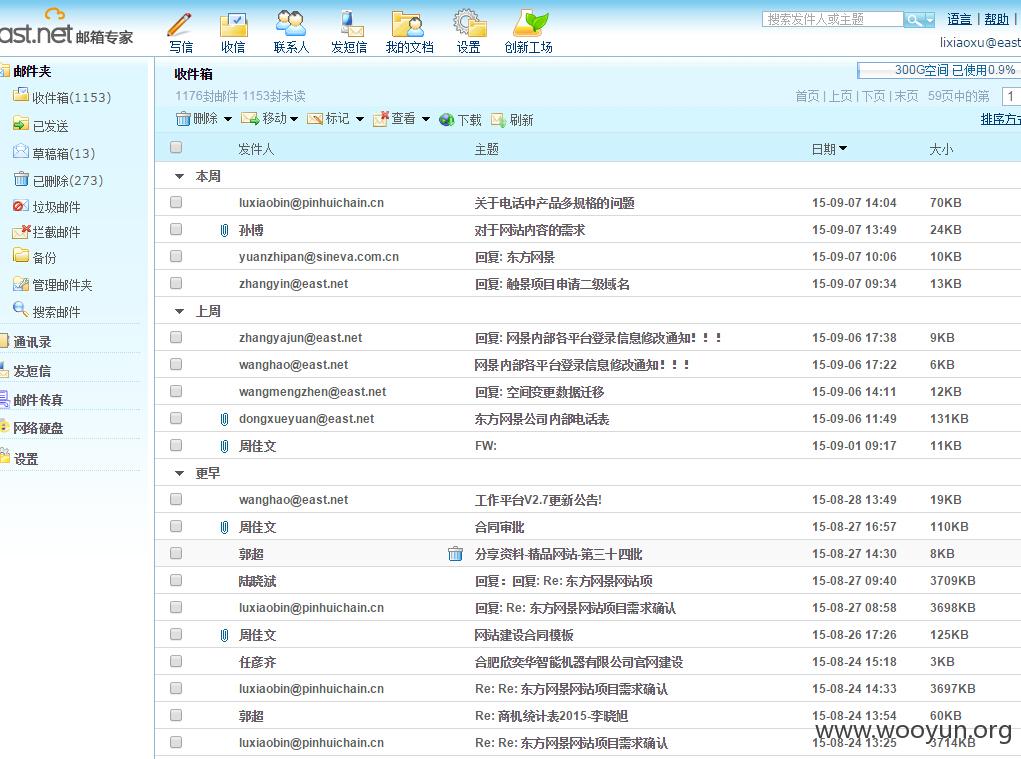 ast.net 邮箱专家
写信 收信 联系人 发短信 我的文档 设置 创新工场
搜索发件人或主题
语言 | 帮助 |
lixiaoxu@east
邮件夹
收件箱(1153)
已发送
草稿箱(13)
已删除(273)
垃圾邮件
拦截邮件
备份
管理邮件夹
搜索邮件
通讯录
发短信
邮件传真
网络硬盘
设置
收件箱
300G空间 已使用0.9%
1176封邮件 1153封未读
首页 | 上页 | 下页 | 末页 59页中的第 1
删除 移动 标记 查看 下载 刷新
排序方式
发件人 主题 日期 大小
本周
luxiaobin@pinhuichain.cn 关于电话中产品多规格的问题 15-09-07 14:04 70KB
孙博 对于网站内容的需求 15-09-07 13:49 24KB
yuanzhipan@sineva.com.cn 回复: 东方网景 15-09-07 10:06 10KB
zhangyin@east.net 回复: 触景项目申请二级域名 15-09-07 09:34 13KB
上周
zhangyajun@east.net 回复: 网景内部各平台登录信息修改通知！！！ 15-09-06 17:38 9KB
wanghao@east.net 网景内部各平台登录信息修改通知！！！ 15-09-06 17:22 6KB
wangmengzhen@east.net 回复: 空间变更数据迁移 15-09-06 14:11 12KB
dongxueyuan@east.net 东方网景公司内部电话表 15-09-06 11:49 131KB
周佳文 FW: 15-09-01 09:17 11KB
更早
wanghao@east.net 工作平台V2.7更新公告! 15-08-28 13:49 19KB
周佳文 合同审批 15-08-27 16:57 110KB
郭超 分享资料-精品网站-第三十四批 15-08-27 14:30 8KB
陆晓斌 回复：回复: Re: 东方网景网站项 15-08-27 09:40 3709KB
luxiaobin@pinhuichain.cn 回复: Re: 东方网景网站项目需求确认 15-08-27 08:58 3698KB
周佳文 网站建设合同模板 15-08-26 17:26 125KB
任彦齐 合肥欣奕华智能机器有限公司官网建设 15-08-24 15:18 3KB
luxiaobin@pinhuichain.cn Re: Re: 东方网景网站项目需求确认 15-08-24 14:33 3697KB
郭超 Re: 商机统计表2015-李晓旭 15-08-24 13:54 60KB
luxiaobin@pinhuichain.cn Re: Re: 东方网景网站项目需求确认 15-08-24 13:25 3714KB
www.wooyun.org